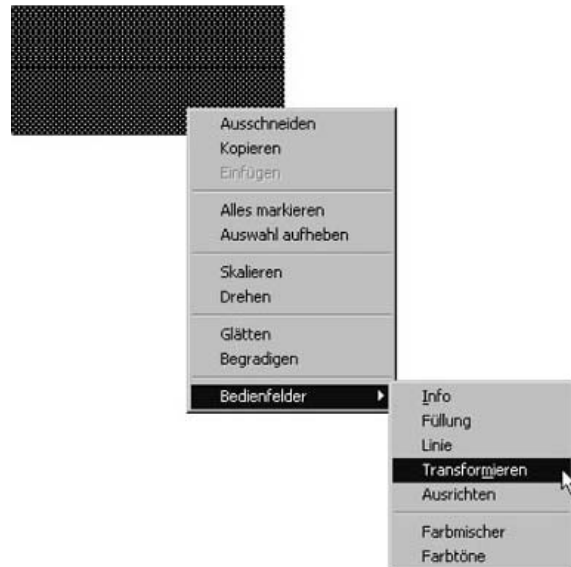 Ausschneiden
Kopieren
Einfügen
Alles markieren
Auswahl aufheben
Skalieren
Drehen
Glätten
Begradigen
Bedienfelder
Info
Füllung
Linie
Transformieren
Ausrichten
Farbmischer
Farbtöne